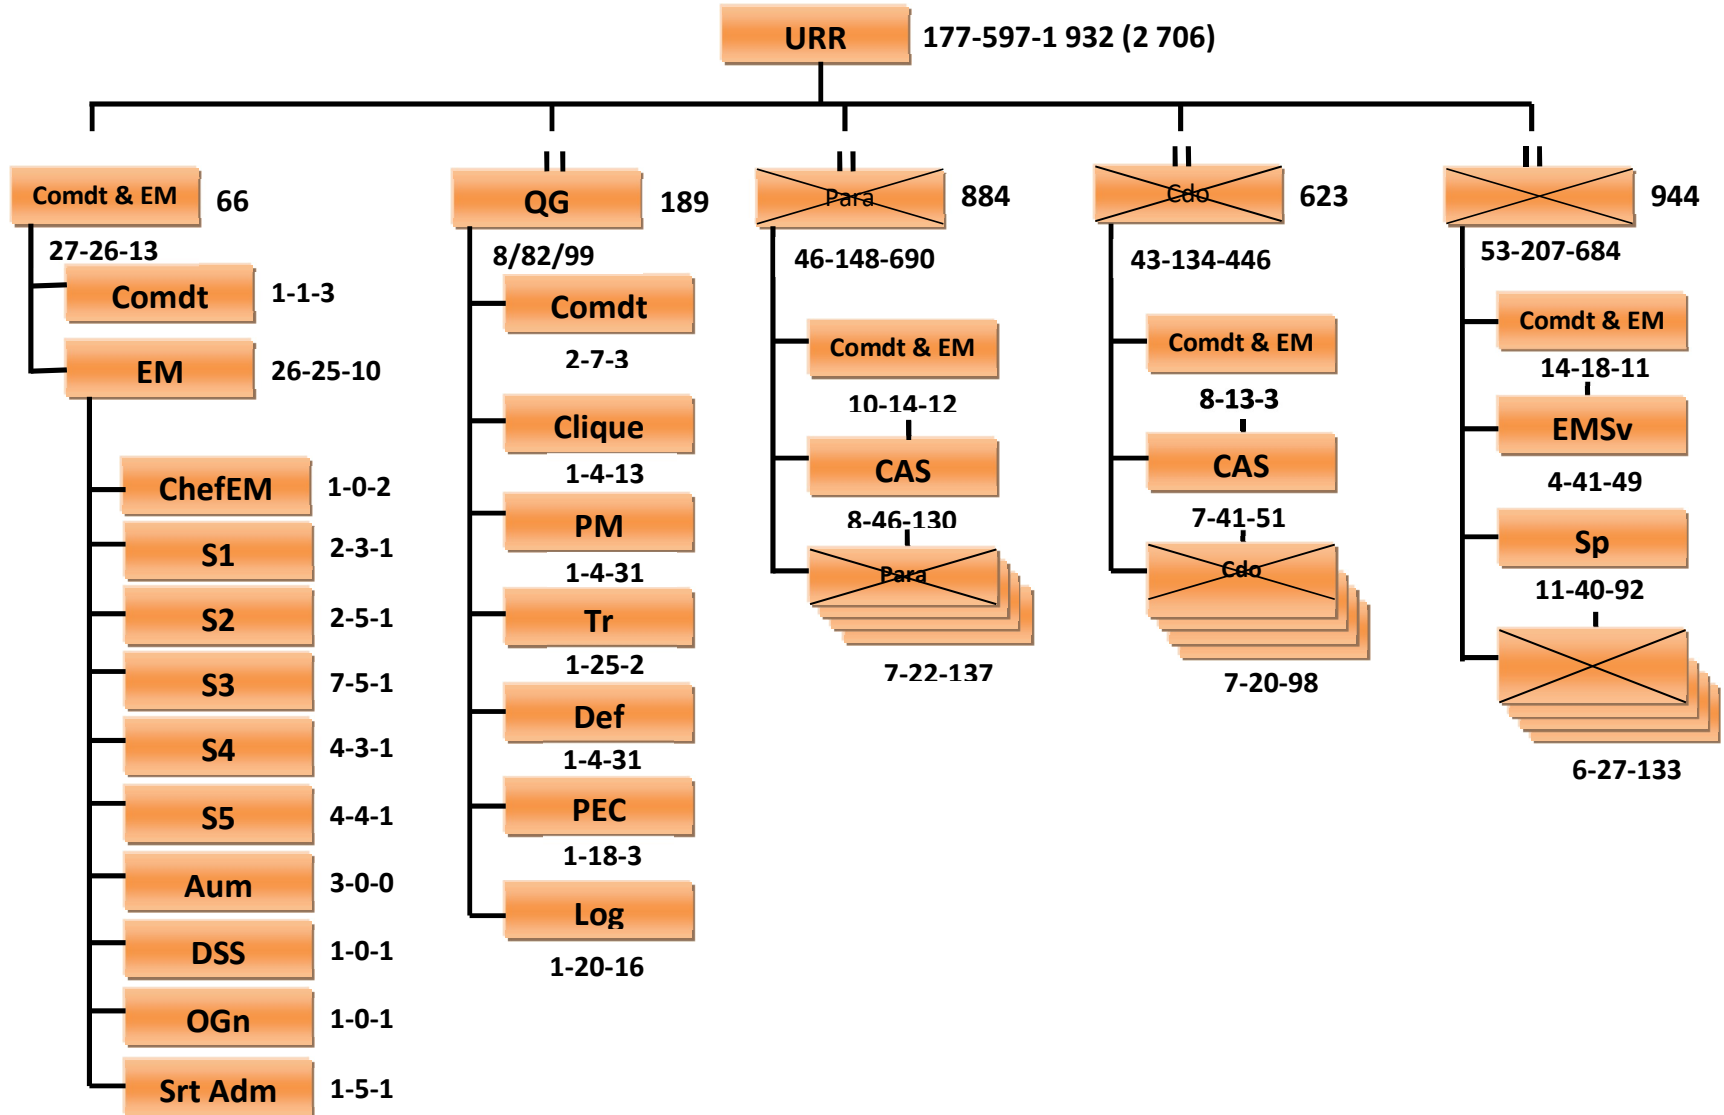 URR 177-597-1 932 (2 706)
Comdt & EM 66
27-26-13
Comdt 1-1-3
EM 26-25-10
ChefEM 1-0-2
S1 2-3-1
S2 2-5-1
S3 7-5-1
S4 4-3-1
S5 4-4-1
Aum 3-0-0
DSS 1-0-1
OGn 1-0-1
Srt Adm 1-5-1
QG 189
8/82/99
Comdt
2-7-3
Clique
1-4-13
PM
1-4-31
Tr
1-25-2
Def
1-4-31
PEC
1-18-3
Log
1-20-16
Para 884
46-148-690
Comdt & EM
10-14-12
CAS
8-46-130
Para
7-22-137
Cdo 623
43-134-446
Comdt & EM
8-13-3
CAS
7-41-51
Cdo
7-20-98
944
53-207-684
Comdt & EM
14-18-11
EMSv
4-41-49
Sp
11-40-92
6-27-133